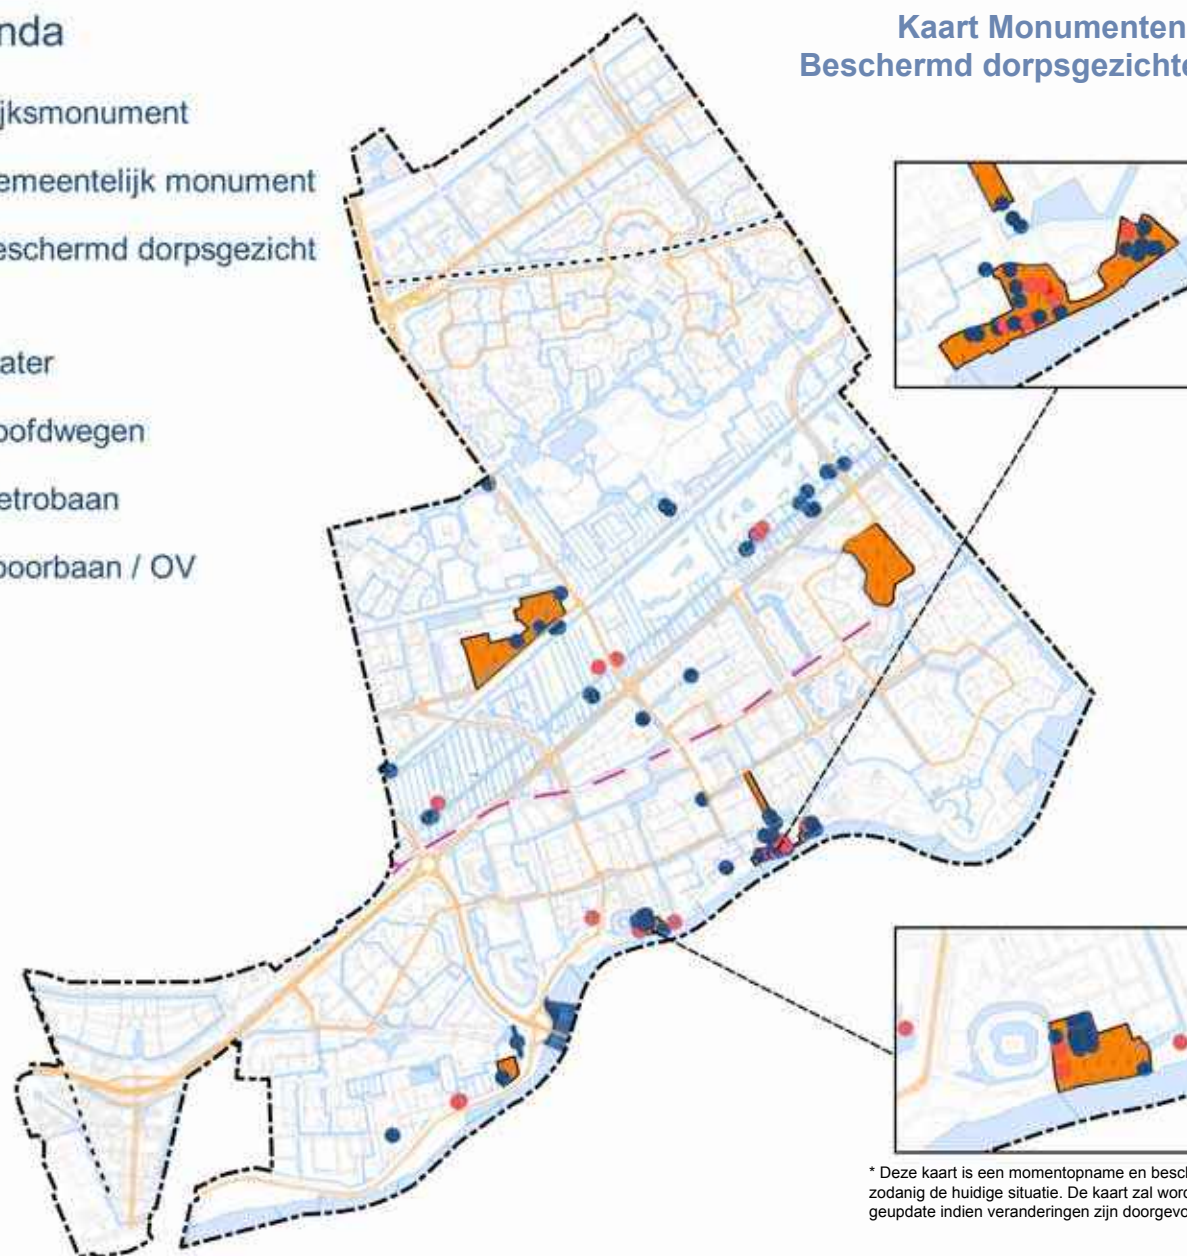 nda
Kaart Monumenten
Beschermd dorpsgezichte
jksmonument
emeentelijk monument
eschermd dorpsgezicht
ater
oofdwegen
etrobaan
poorbaan / OV
* Deze kaart is een momentopname en besch
zodanig de huidige situatie. De kaart zal word
geupdate indien veranderingen zijn doorgevo